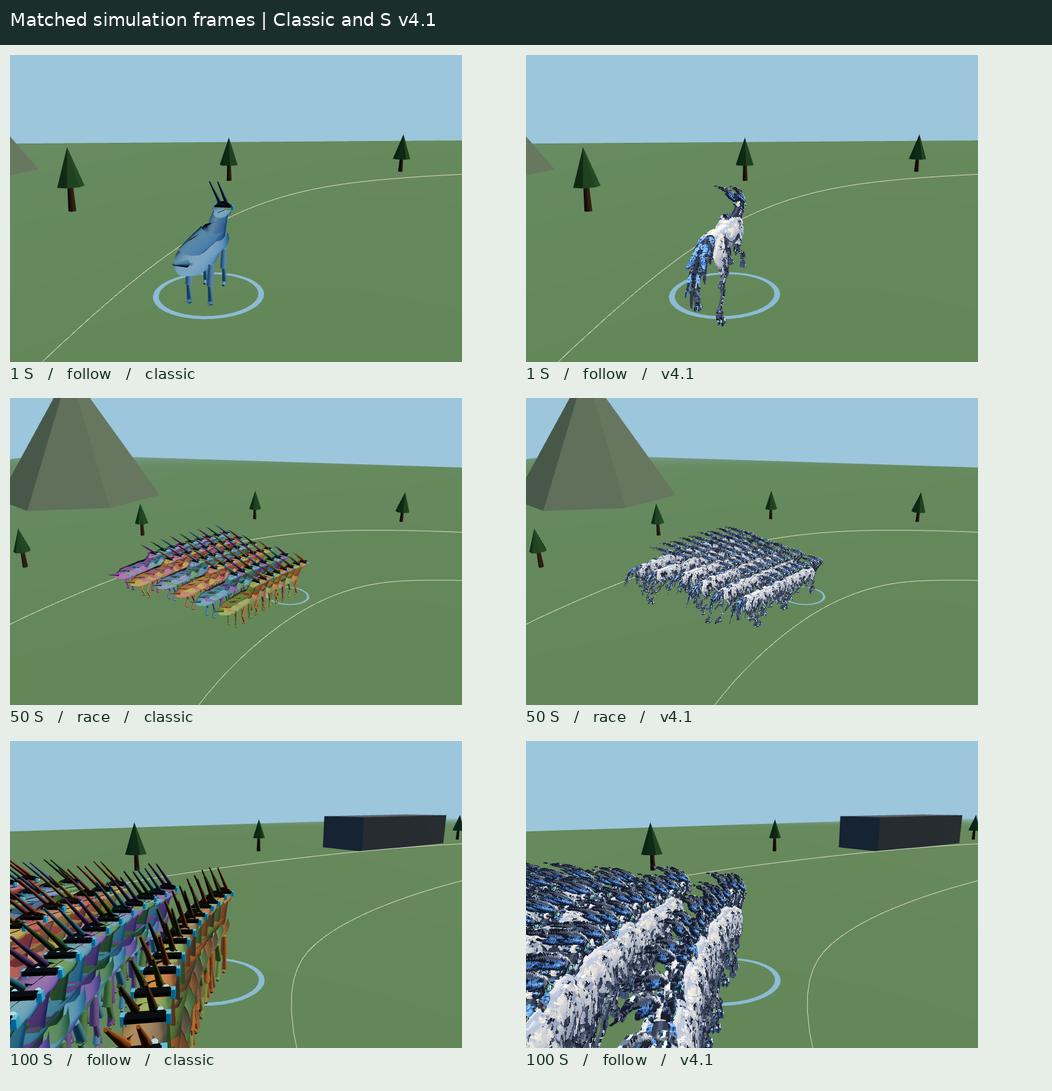 Matched simulation frames | Classic and S v4.1
1 S / follow / classic
1 S / follow / v4.1
50 S / race / classic
50 S / race / v4.1
100 S / follow / classic
100 S / follow / v4.1